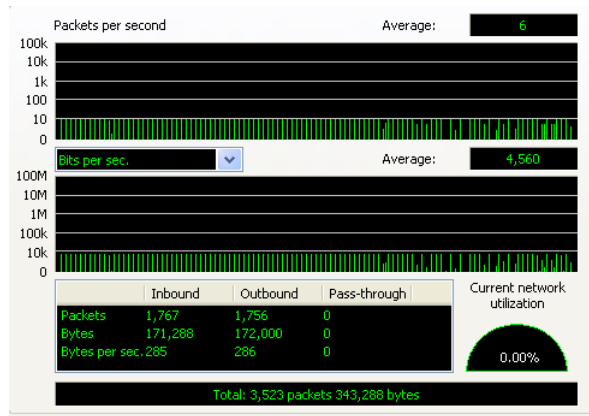 Packets per second Average: 6
100k
10k
1k
100
10
0
Bits per sec. Average: 4,560
100M
10M
1M
100k
10k
0
Inbound Outbound Pass-through Current network
utilization
Packets 1,767 1,756 0
Bytes 171,288 172,000 0
Bytes per sec. 285 286 0
0.00%
Total: 3,523 packets 343,288 bytes